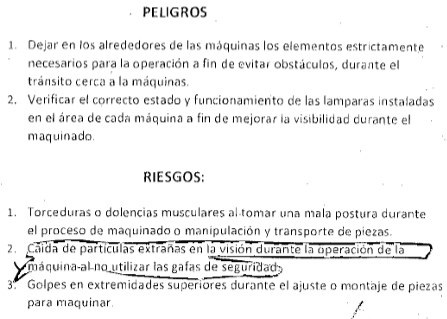 PELIGROS
1. Dejar en los alrededores de las máquinas los elementos estrictamente
necesarios para la operación a fin de evitar obstáculos, durante el
tránsito cerca a la máquinas.
2. Verificar el correcto estado y funcionamiento de las lamparas instaladas
en el área de cada máquina a fin de mejorar la visibilidad durante el
maquinado.
RIESGOS:
1. Torceduras o dolencias musculares al tomar una mala postura durante
el proceso de maquinado o manipulación y transporte de piezas.
2. Caída de partículas extrañas en la visión durante la operación de la
máquina al no utilizar las gafas de seguridad.
3. Golpes en extremidades superiores durante el ajuste o montaje de piezas
para maquinar.